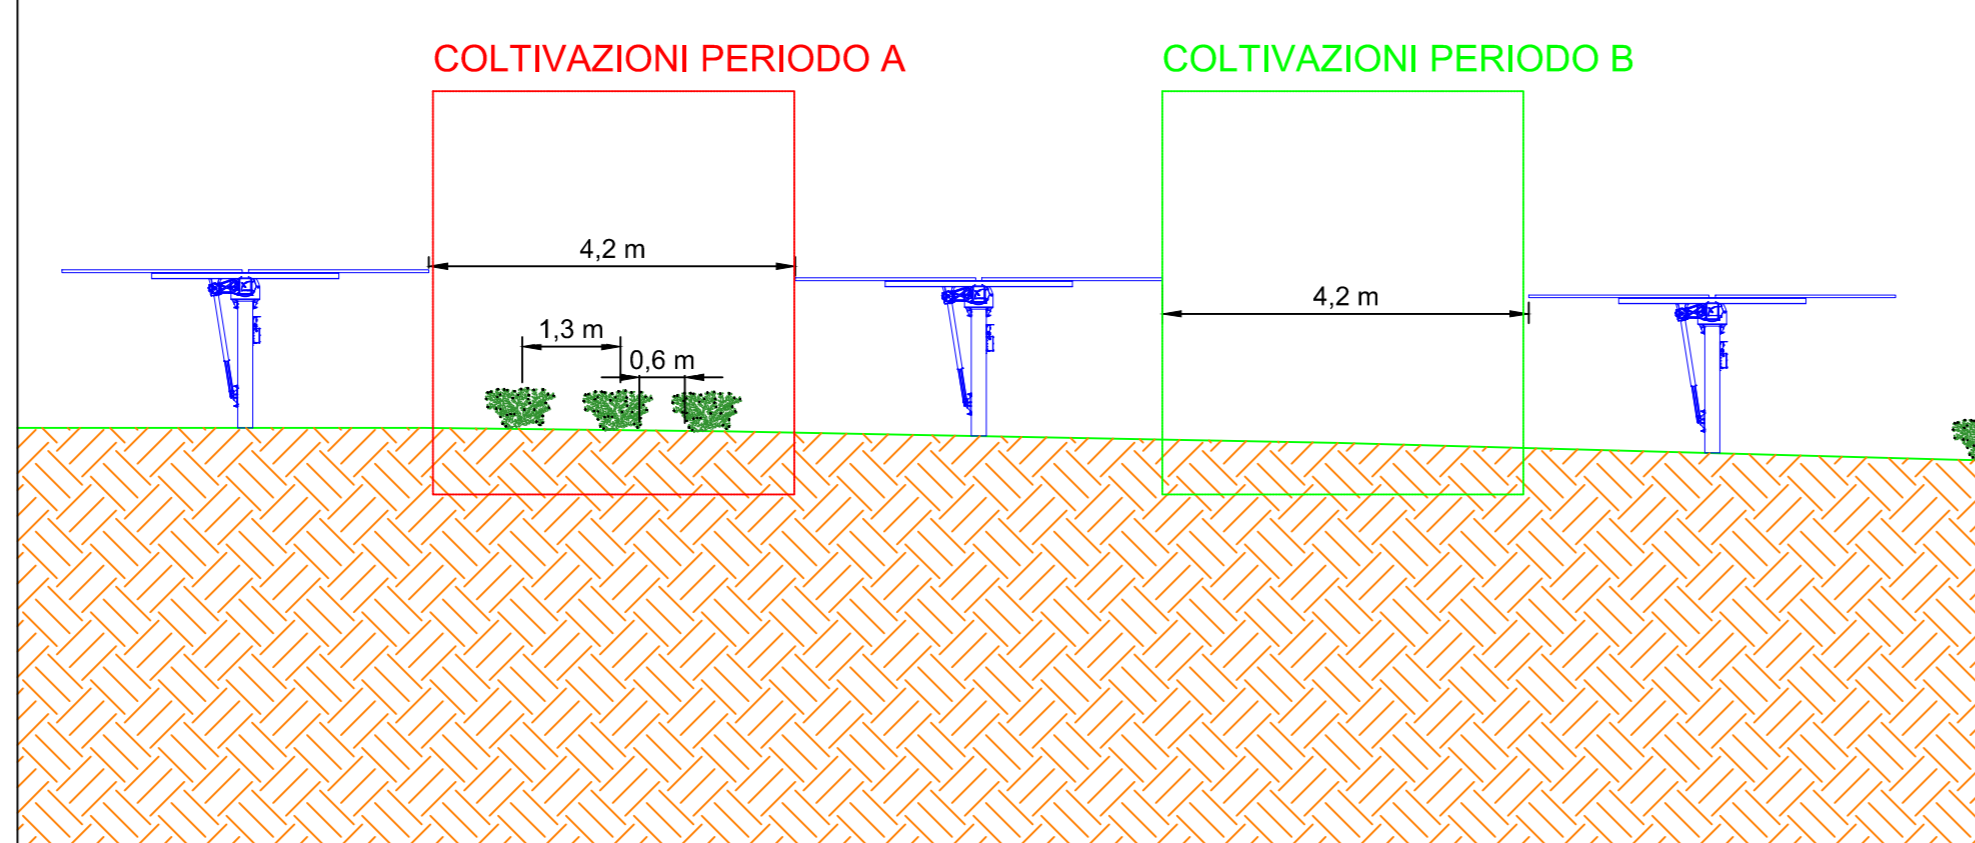 COLTIVAZIONI PERIODO A
COLTIVAZIONI PERIODO B
4,2 m
4,2 m
1,3 m
0,6 m